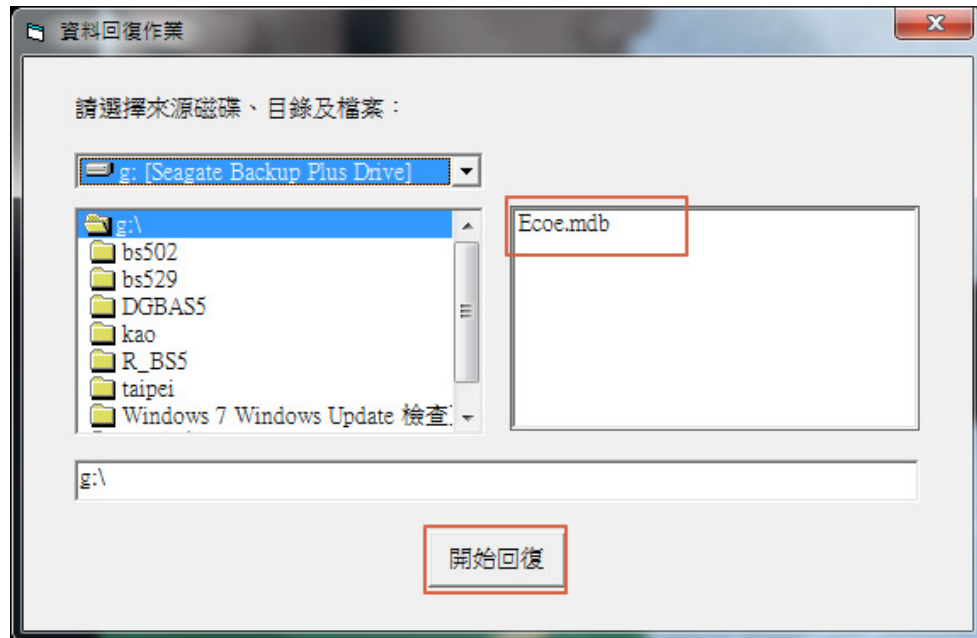 資料回復作業
請選擇來源磁碟、目錄及檔案：
g: [Seagate Backup Plus Drive]
g:\
bs502
bs529
DGBAS5
kao
R_BS5
taipei
Windows 7 Windows Update 檢查
Ecoe.mdb
g:\
開始回復